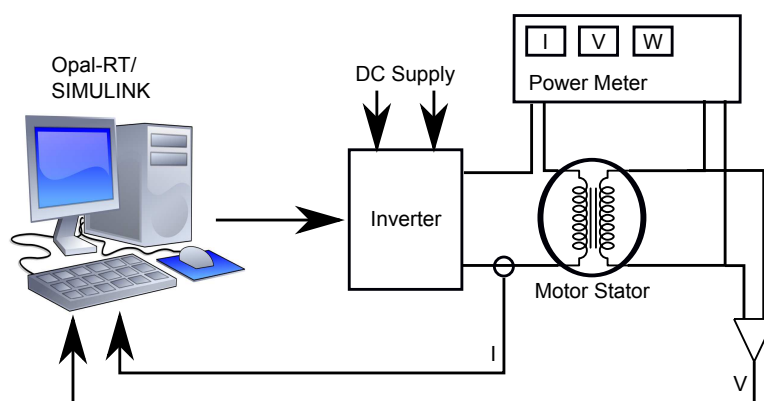 Opal-RT/
SIMULINK
DC Supply
I V W
Power Meter
Inverter
Motor Stator
I
V